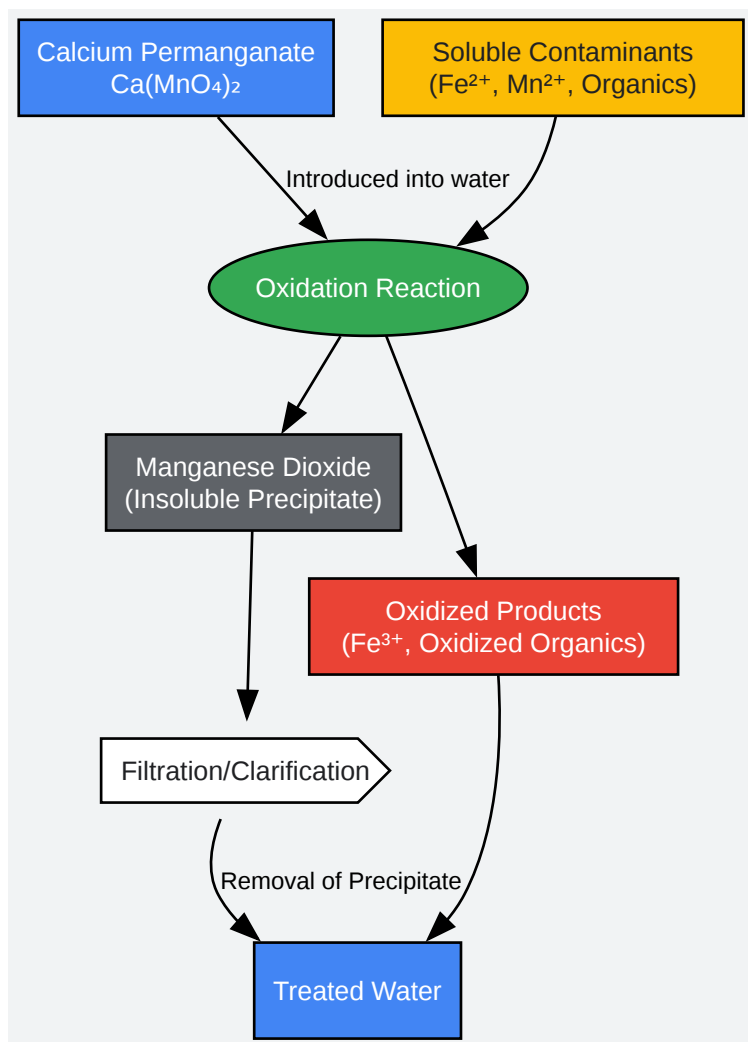 Calcium Permanganate
Ca(MnO₄)₂
Soluble Contaminants
(Fe²⁺, Mn²⁺, Organics)
Introduced into water
Oxidation Reaction
Manganese Dioxide
(Insoluble Precipitate)
Oxidized Products
(Fe³⁺, Oxidized Organics)
Filtration/Clarification
Removal of Precipitate
Treated Water